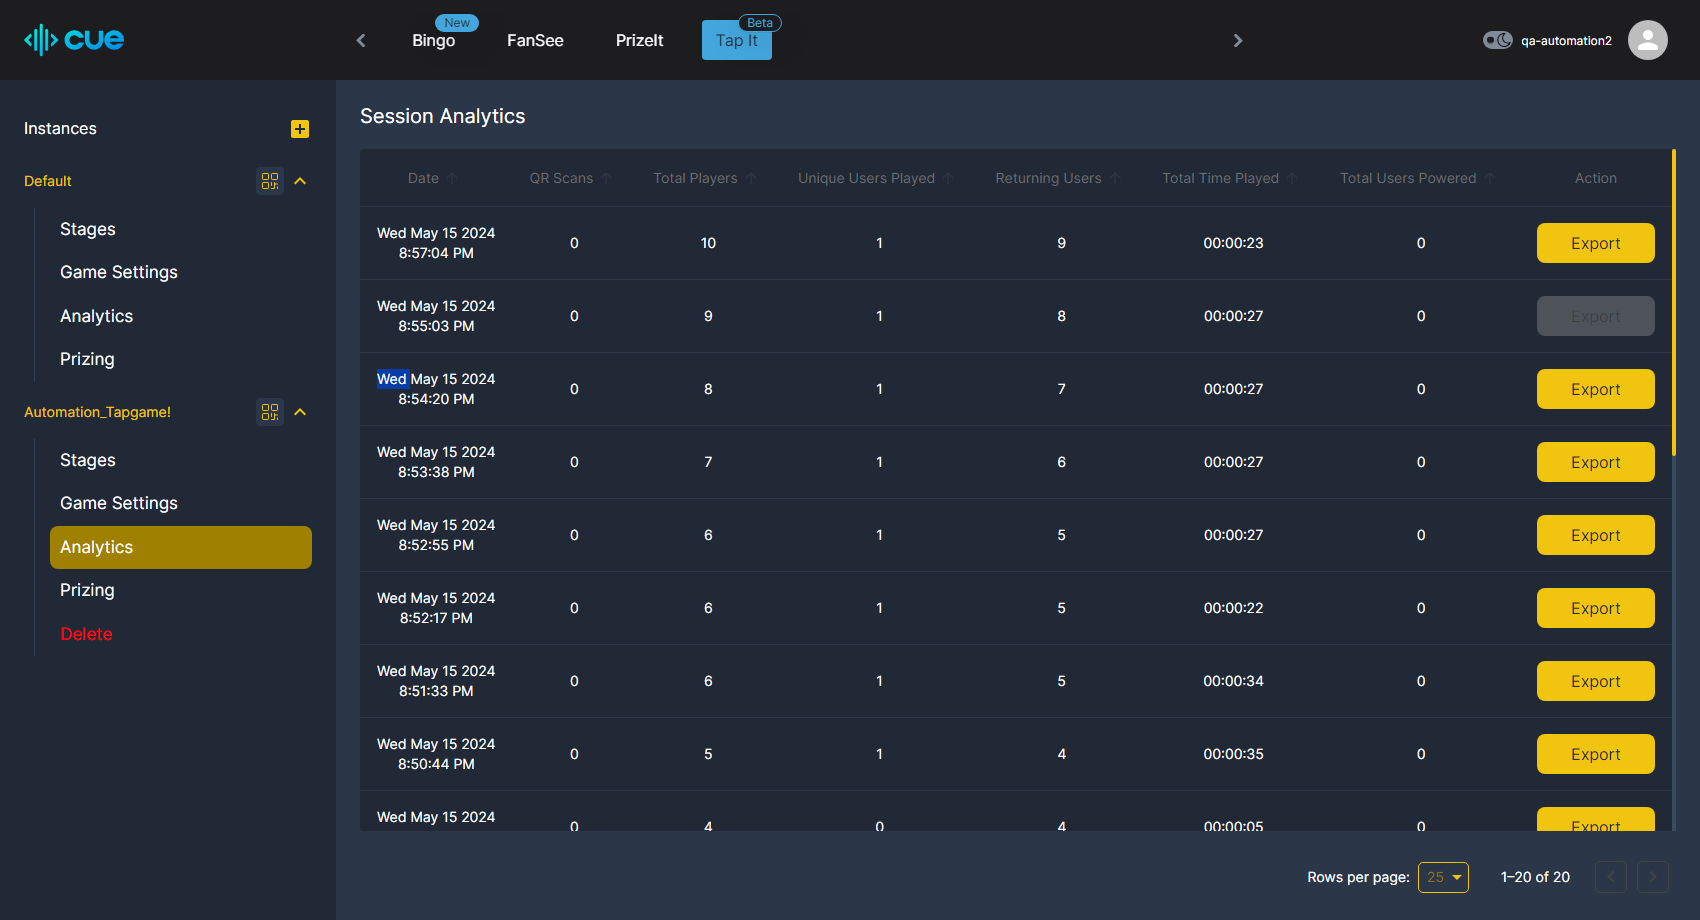 cue
New
Bingo
FanSee
PrizeIt
Beta
Tap It
qa-automation2
Instances
Default
Stages
Game Settings
Analytics
Prizing
Automation_Tapgame!
Stages
Game Settings
Analytics
Prizing
Delete
Session Analytics
Date QR Scans Total Players Unique Users Played Returning Users Total Time Played Total Users Powered Action
Wed May 15 2024
8:57:04 PM
0 10 1 9 00:00:23 0 Export
Wed May 15 2024
8:55:03 PM
0 9 1 8 00:00:27 0 Export
Wed May 15 2024
8:54:20 PM
0 8 1 7 00:00:27 0 Export
Wed May 15 2024
8:53:38 PM
0 7 1 6 00:00:27 0 Export
Wed May 15 2024
8:52:55 PM
0 6 1 5 00:00:27 0 Export
Wed May 15 2024
8:52:17 PM
0 6 1 5 00:00:22 0 Export
Wed May 15 2024
8:51:33 PM
0 6 1 5 00:00:34 0 Export
Wed May 15 2024
8:50:44 PM
0 5 1 4 00:00:35 0 Export
Wed May 15 2024
0 4 0 4 00:00:05 0 Export
Rows per page: 25 1–20 of 20